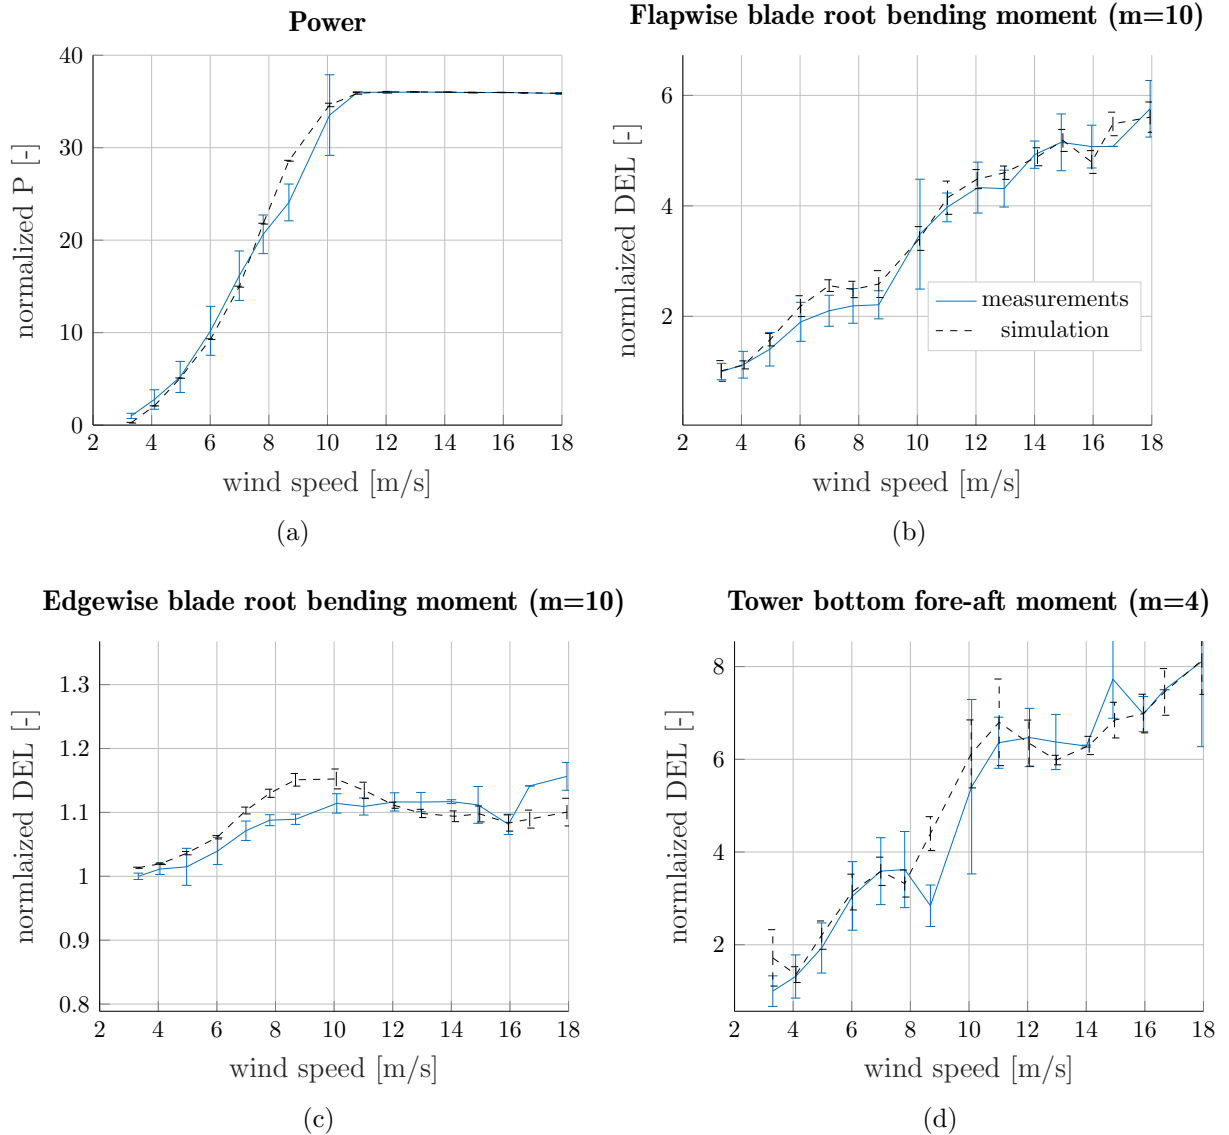 Power
normalized P [-]
40
30
20
10
0
2 4 6 8 10 12 14 16 18
wind speed [m/s]
(a)
Flapwise blade root bending moment (m=10)
normlaized DEL [-]
6
4
2
measurements
simulation
2 4 6 8 10 12 14 16 18
wind speed [m/s]
(b)
Edgewise blade root bending moment (m=10)
normlaized DEL [-]
1.3
1.2
1.1
1
0.9
0.8
2 4 6 8 10 12 14 16 18
wind speed [m/s]
(c)
Tower bottom fore-aft moment (m=4)
normlaized DEL [-]
8
6
4
2
2 4 6 8 10 12 14 16 18
wind speed [m/s]
(d)